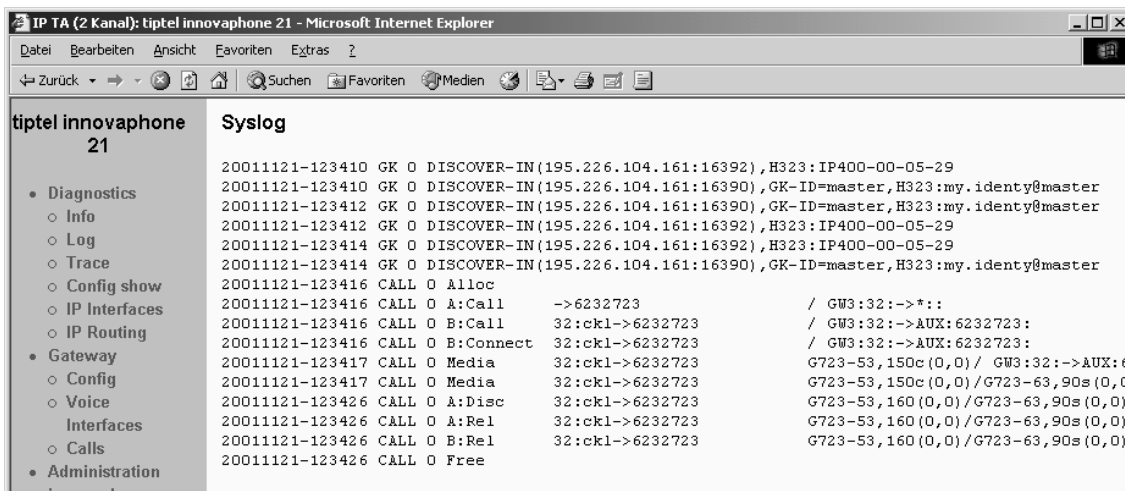 IP TA (2 Kanal): tiptel innovaphone 21 - Microsoft Internet Explorer
Datei Bearbeiten Ansicht Favoriten Extras ?
Zurück Suchen Favoriten Medien
tiptel innovaphone
21
• Diagnostics
○ Info
○ Log
○ Trace
○ Config show
○ IP Interfaces
○ IP Routing
• Gateway
○ Config
○ Voice
Interfaces
○ Calls
• Administration
Syslog
20011121-123410 GK 0 DISCOVER-IN(195.226.104.161:16392),H323:IP400-00-05-29
20011121-123410 GK 0 DISCOVER-IN(195.226.104.161:16390),GK-ID=master,H323:my.identy@master
20011121-123412 GK 0 DISCOVER-IN(195.226.104.161:16390),GK-ID=master,H323:my.identy@master
20011121-123412 GK 0 DISCOVER-IN(195.226.104.161:16392),H323:IP400-00-05-29
20011121-123414 GK 0 DISCOVER-IN(195.226.104.161:16392),H323:IP400-00-05-29
20011121-123414 GK 0 DISCOVER-IN(195.226.104.161:16390),GK-ID=master,H323:my.identy@master
20011121-123416 CALL 0 Alloc
20011121-123416 CALL 0 A:Call ->6232723 / GW3:32:->*::
20011121-123416 CALL 0 B:Call 32:ckl->6232723 / GW3:32:->AUX:6232723:
20011121-123416 CALL 0 B:Connect 32:ckl->6232723 / GW3:32:->AUX:6232723:
20011121-123417 CALL 0 Media 32:ckl->6232723 G723-53,150c(0,0)/ GW3:32:->AUX:
20011121-123417 CALL 0 Media 32:ckl->6232723 G723-53,150c(0,0)/G723-63,90s(0,
20011121-123426 CALL 0 A:Disc 32:ckl->6232723 G723-53,160(0,0)/G723-63,90s(0,0)
20011121-123426 CALL 0 A:Rel 32:ckl->6232723 G723-53,160(0,0)/G723-63,90s(0,0)
20011121-123426 CALL 0 B:Rel 32:ckl->6232723 G723-53,160(0,0)/G723-63,90s(0,0)
20011121-123426 CALL 0 Free